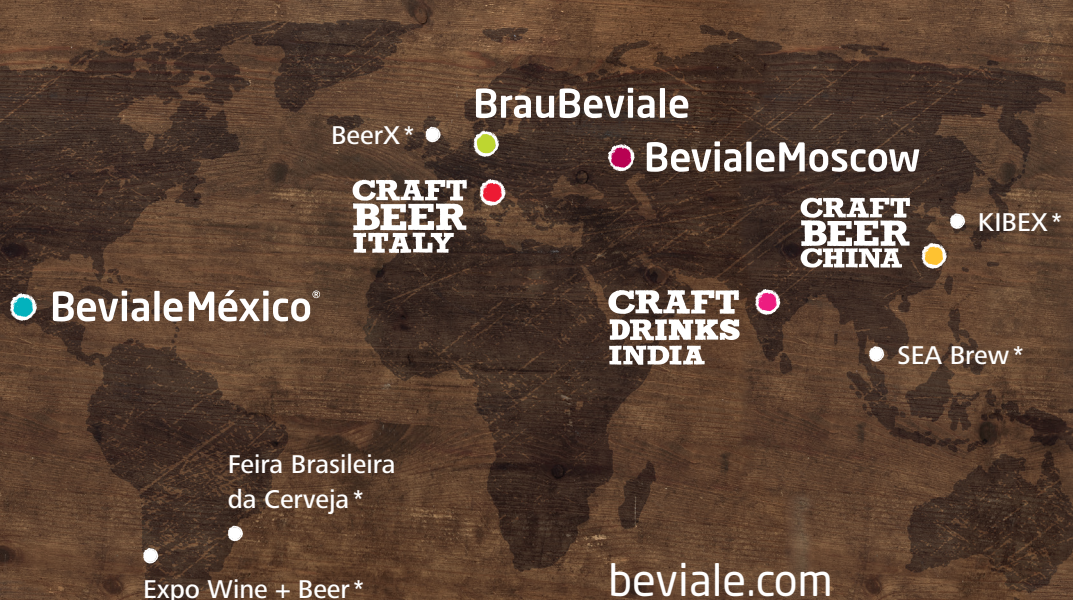 BrauBeviale
BeerX*
BevialeMoscow
CRAFT
BEER
ITALY
CRAFT
BEER
CHINA
KIBEX*
BevialeMéxico®
CRAFT
DRINKS
INDIA
SEA Brew*
Feira Brasileira
da Cerveja*
Expo Wine + Beer*
beviale.com